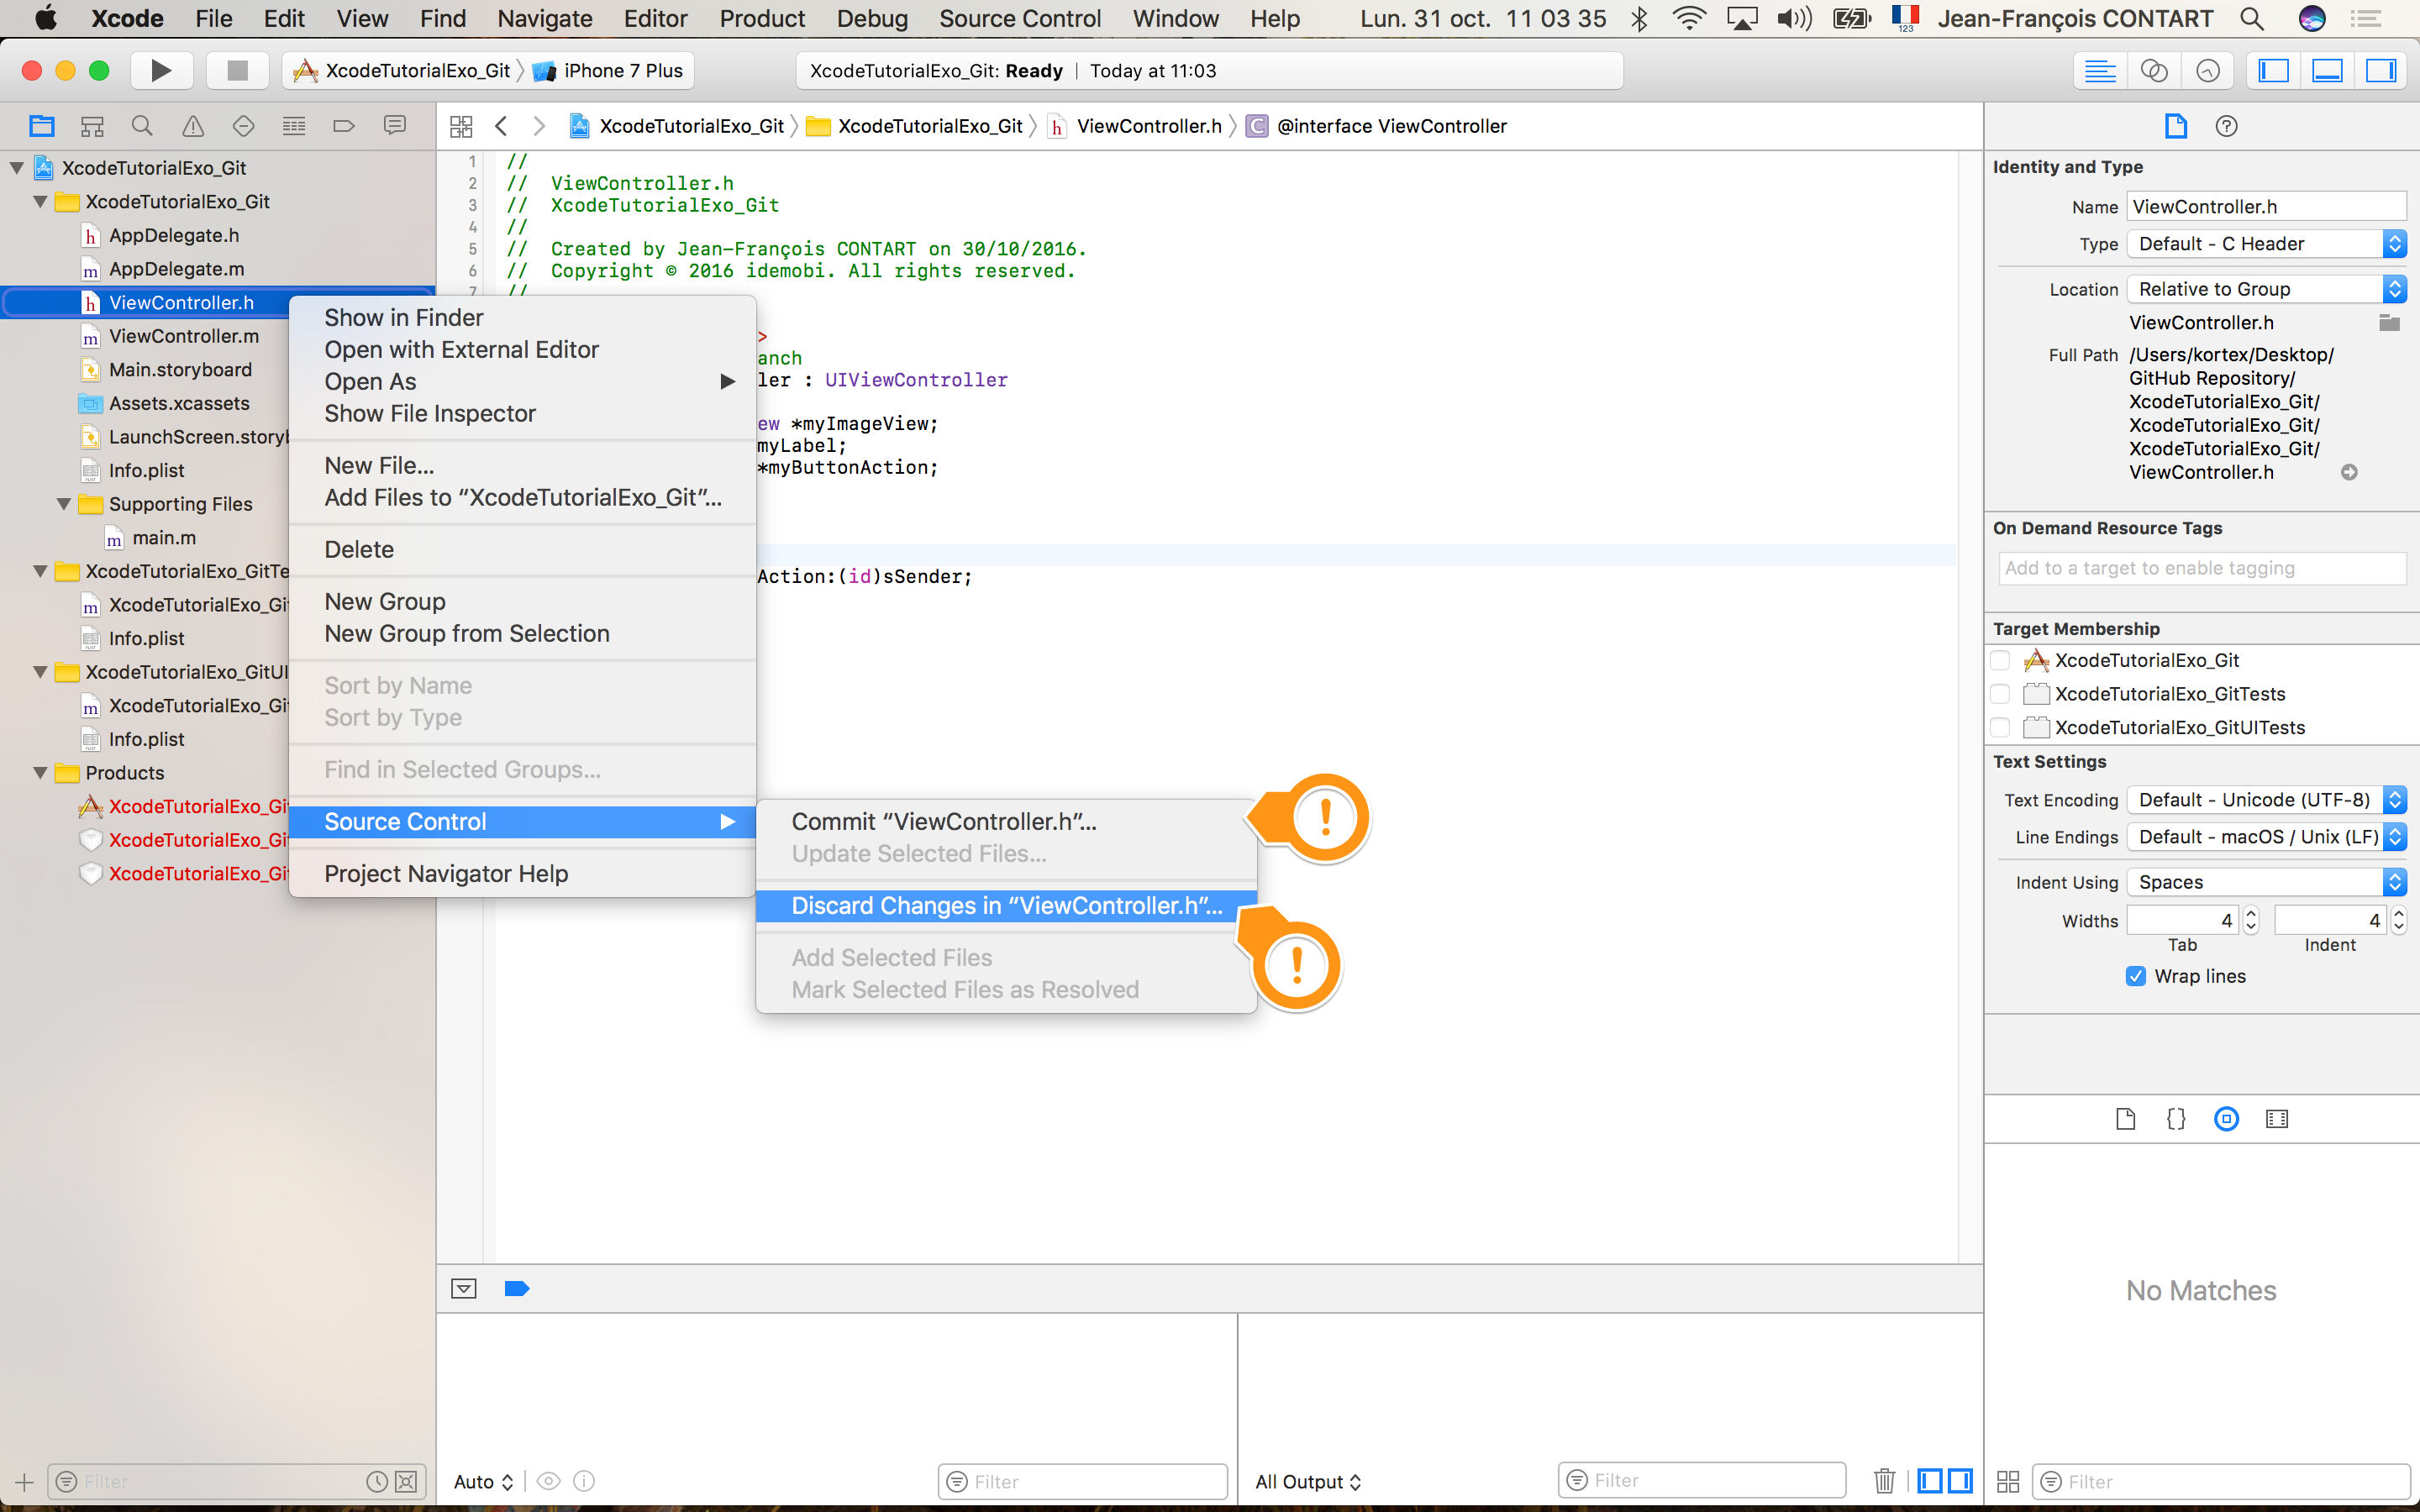 Xcode File Edit View Find Navigate Editor Product Debug Source Control Window Help Lun. 31 oct. 11 03 35 123 Jean-François CONTART
XcodeTutorialExo_Git iPhone 7 Plus XcodeTutorialExo_Git: Ready | Today at 11:03
XcodeTutorialExo_Git XcodeTutorialExo_Git h ViewController.h C @interface ViewController
XcodeTutorialExo_Git
XcodeTutorialExo_Git
h AppDelegate.h
m AppDelegate.m
h ViewController.h
m ViewController.m
Main.storyboard
Assets.xcassets
LaunchScreen.storyb
Info.plist
Supporting Files
m main.m
XcodeTutorialExo_GitTe
m XcodeTutorialExo_Git
Info.plist
XcodeTutorialExo_GitUI
m XcodeTutorialExo_Git
Info.plist
Products
XcodeTutorialExo_Git
XcodeTutorialExo_Git
XcodeTutorialExo_Git
Filter
1 //
2 // ViewController.h
3 // XcodeTutorialExo_Git
4 //
5 // Created by Jean-François CONTART on 30/10/2016.
6 // Copyright © 2016 idemobi. All rights reserved.
7 //
>
anch
ler : UIViewController
ew *myImageView;
myLabel;
*myButtonAction;
Action:(id)sSender;
Show in Finder
Open with External Editor
Open As
Show File Inspector
New File...
Add Files to “XcodeTutorialExo_Git”...
Delete
New Group
New Group from Selection
Sort by Name
Sort by Type
Find in Selected Groups...
Source Control
Project Navigator Help
Commit “ViewController.h”...
Update Selected Files...
Discard Changes in “ViewController.h”...
Add Selected Files
Mark Selected Files as Resolved
!
!
Auto Filter
All Output Filter
Identity and Type
Name ViewController.h
Type Default - C Header
Location Relative to Group
ViewController.h
Full Path /Users/kortex/Desktop/
GitHub Repository/
XcodeTutorialExo_Git/
XcodeTutorialExo_Git/
XcodeTutorialExo_Git/
ViewController.h
On Demand Resource Tags
Add to a target to enable tagging
Target Membership
XcodeTutorialExo_Git
XcodeTutorialExo_GitTests
XcodeTutorialExo_GitUITests
Text Settings
Text Encoding Default - Unicode (UTF-8)
Line Endings Default - macOS / Unix (LF)
Indent Using Spaces
Widths 4 4
Tab Indent
Wrap lines
{}
No Matches
Filter